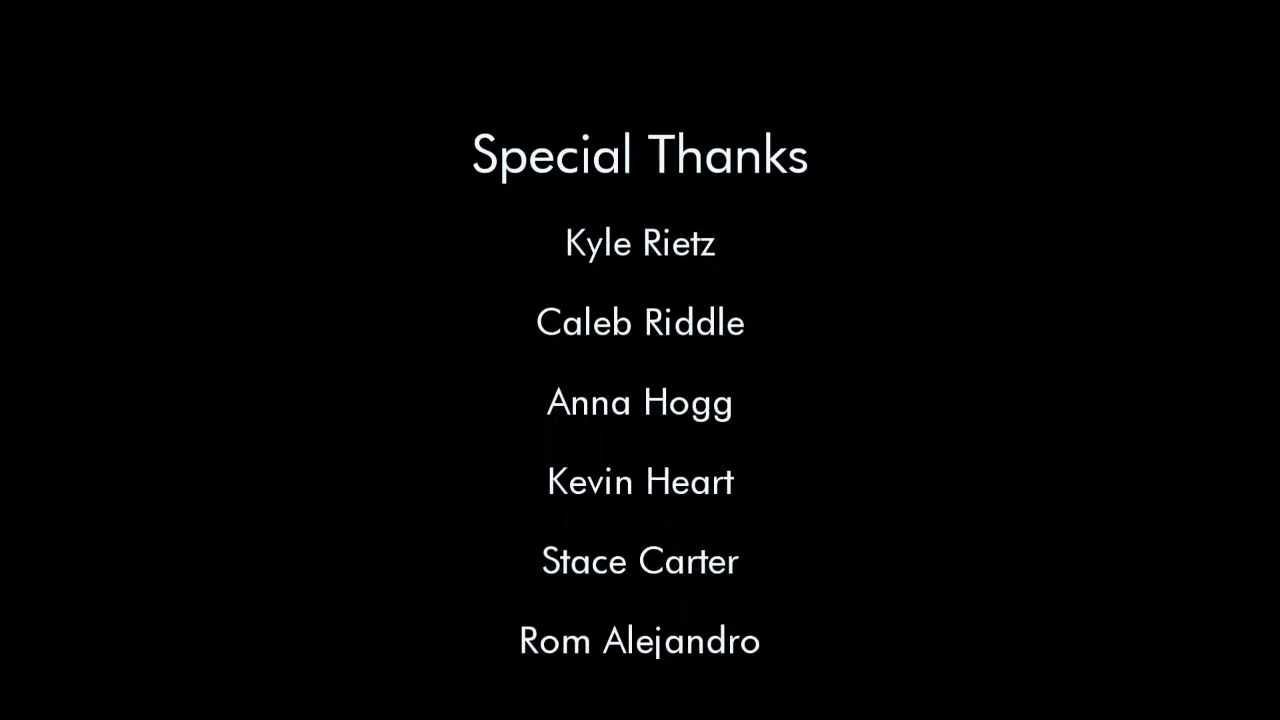 Special Thanks
Kyle Rietz
Caleb Riddle
Anna Hogg
Kevin Heart
Stace Carter
Rom Alejandro